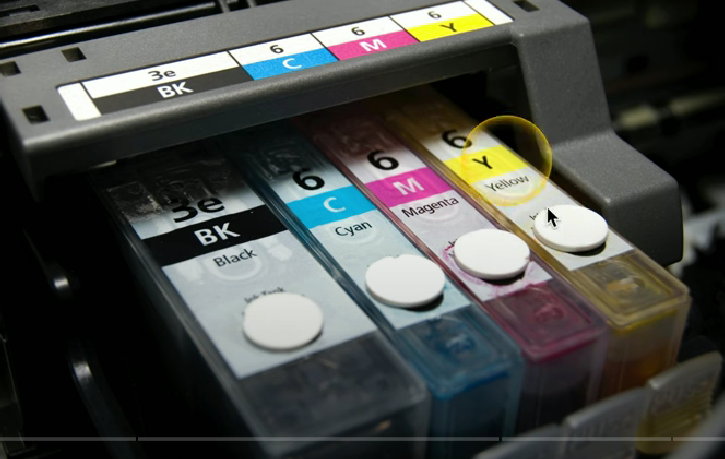 3e 6 6 6
BK C M Y
3e
BK
Black
Ink Tank
6
C
Cyan
6
M
Magenta
6
Y
Yellow